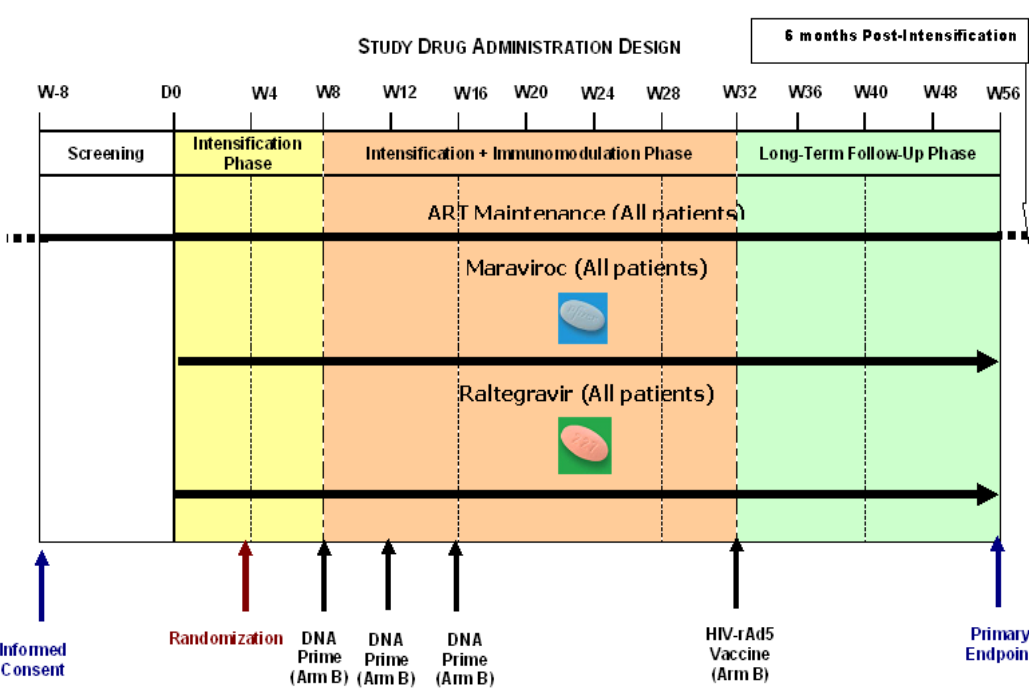 6 months Post-Intensification
STUDY DRUG ADMINISTRATION DESIGN
W-8 D0 W4 W8 W12 W16 W20 W24 W28 W32 W36 W40 W48 W56
Screening
Intensification
Phase
Intensification + Immunomodulation Phase
Long-Term Follow-Up Phase
ART Maintenance (All patients)
Maraviroc (All patients)
Raltegravir (All patients)
Informed
Consent
Randomization
DNA
Prime
(Arm B)
DNA
Prime
(Arm B)
DNA
Prime
(Arm B)
HIV-rAd5
Vaccine
(Arm B)
Primary
Endpoin